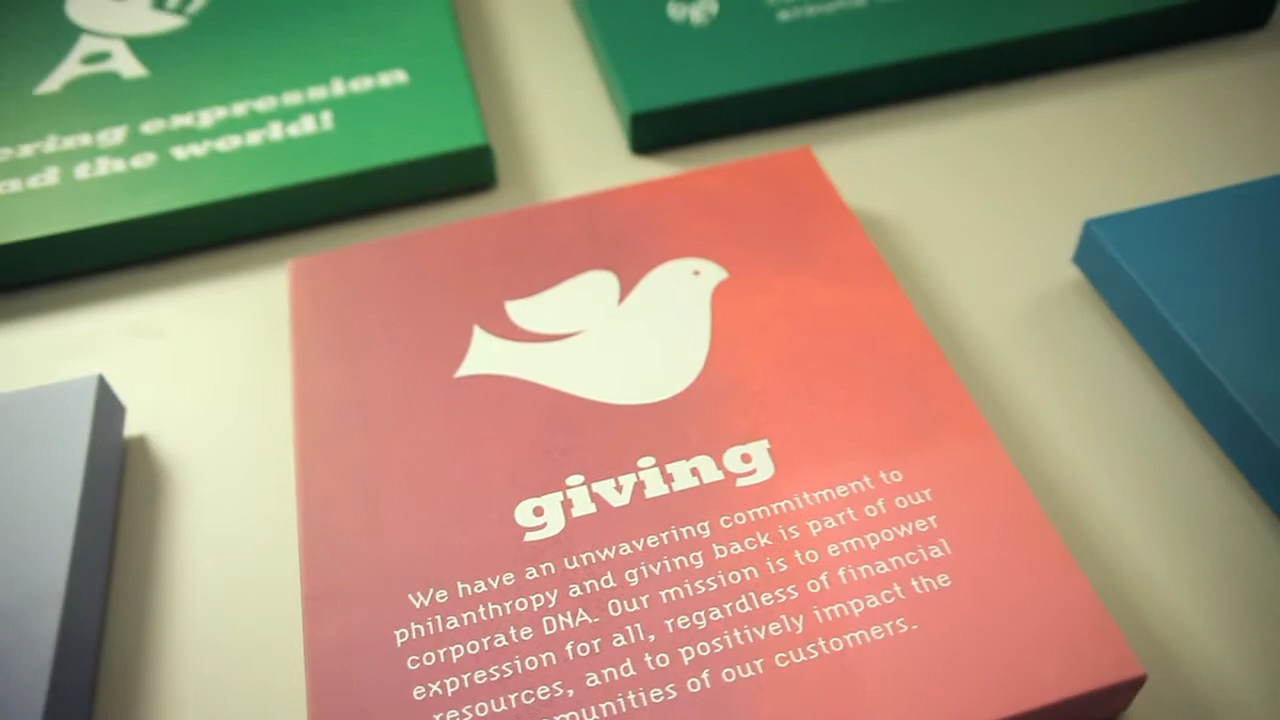 ering expression
nd the world!
giving
We have an unwavering commitment to
philanthropy and giving back is part of our
corporate DNA. Our mission is to empower
expression for all, regardless of financial
resources, and to positively impact the
munities of our customers.